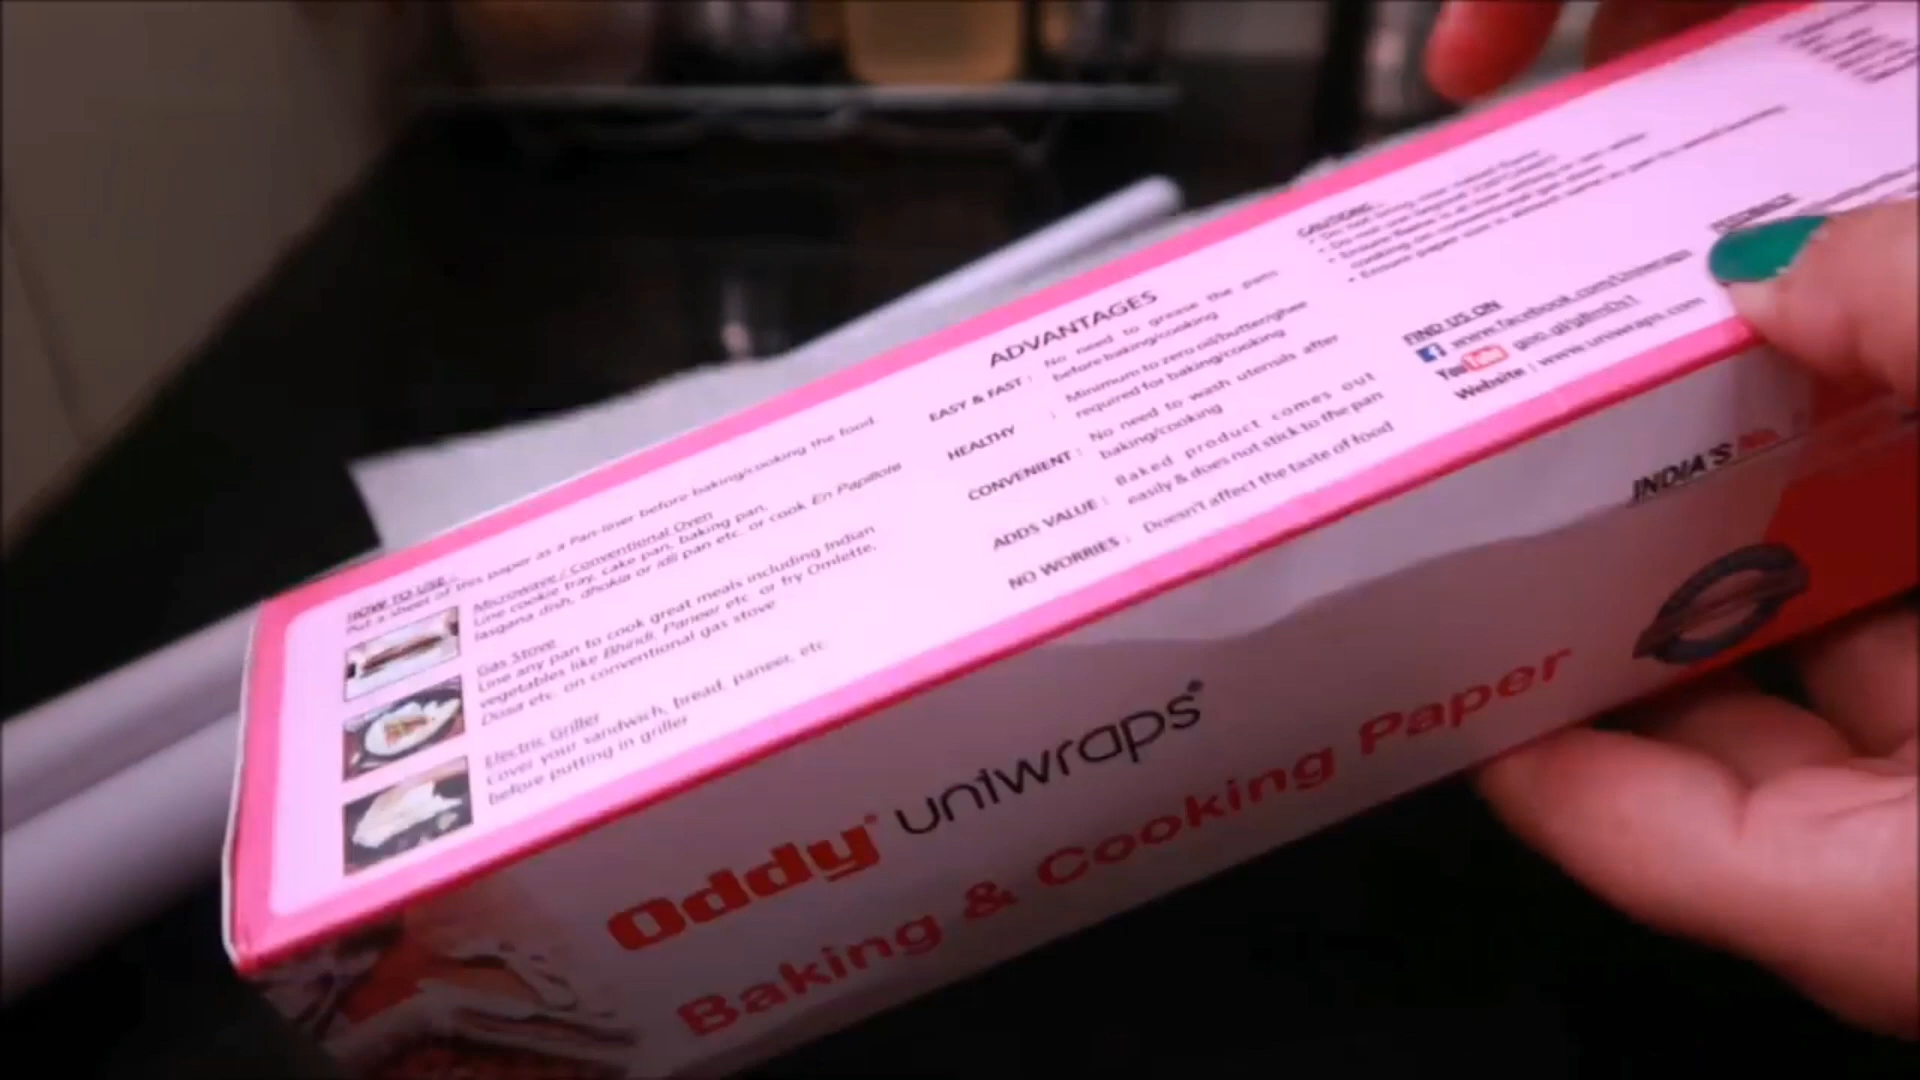 HOW TO USE :
Put a sheet of this paper as a Pan-liner before baking/cooking the food.
Microwave / Conventional Oven
Line cookie tray, cake pan, baking pan,
lasgana dish, dhokla or idli pan etc. or cook En Papillote
Gas Stove
Line any pan to cook great meals including Indian
vegetables like Bhindi, Paneer etc. or fry Omlette,
Dosa etc. on conventional gas stove
Electric Griller
Cover your sandwich, bread, paneer, etc
before putting in griller
ADVANTAGES
EASY & FAST : No need to grease the pans
before baking/cooking
HEALTHY : Minimum to zero oil/butter/ghee
required for baking/cooking
CONVENIENT : No need to wash utensils after
baking/cooking
ADDS VALUE : Baked product comes out
easily & does not stick to the pan
NO WORRIES : Doesn't affect the taste of food
CAUTIONS :
FIND US ON
www.facebook.com/Uniwraps
YouTube
Website : www.uniwraps.com
INDIA'S No.
Oddy® uniwraps®
Baking & Cooking Paper